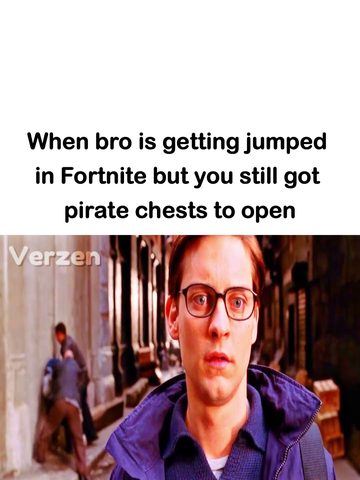 When bro is getting jumped
in Fortnite but you still got
pirate chests to open
Verzen